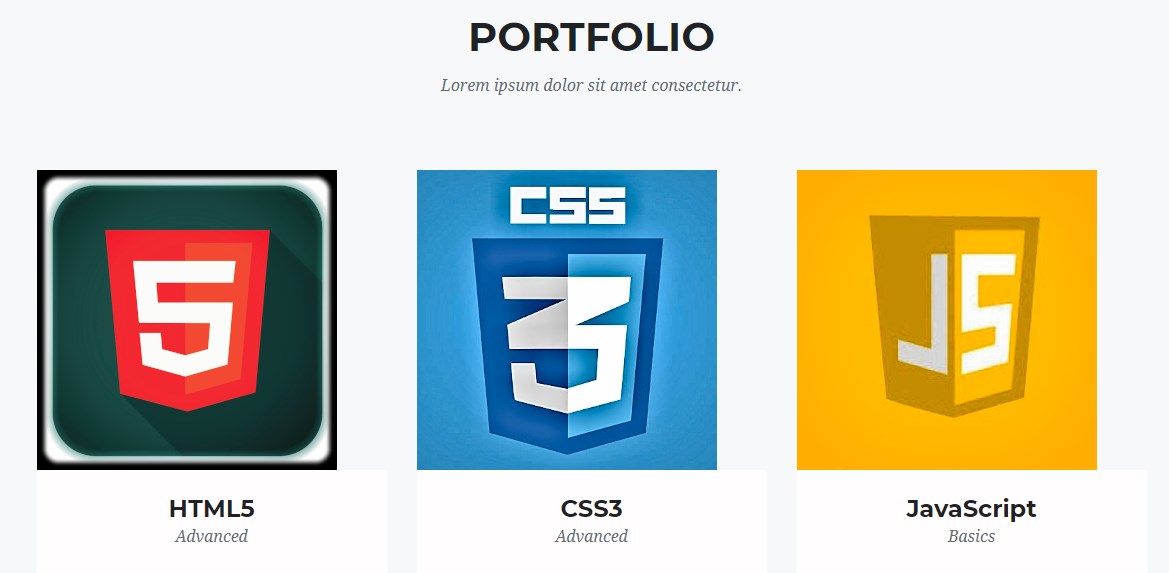 PORTFOLIO
Lorem ipsum dolor sit amet consectetur.
5
CSS
3
JS
HTML5
CSS3
JavaScript
Advanced
Advanced
Basics